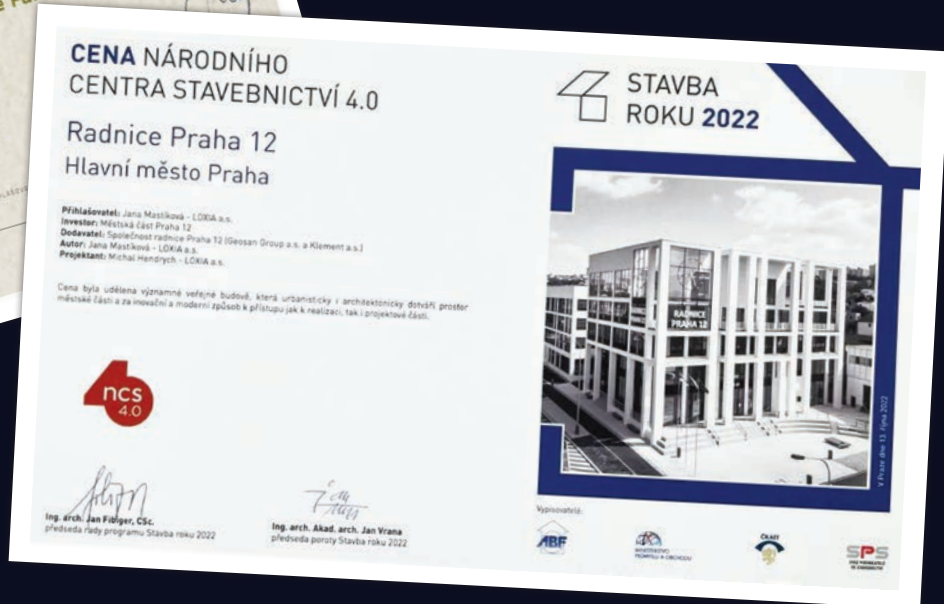 CENA NÁRODNÍHO
CENTRA STAVEBNICTVÍ 4.0
Radnice Praha 12
Hlavní město Praha
Přihlašovatel: Jana Mastíková - LOXIA a.s.
Investor: Městská část Praha 12
Dodavatel: Společnost radnice Praha 12 (Geosan Group a.s. a Klement a.s.)
Autor: Jana Mastíková - LOXIA a.s.
Projektant: Michal Hendrych - LOXIA a.s.
Cena byla udělena významné veřejné budově, která urbanisticky i architektonicky dotváří prostor
městské části a za inovační a moderní způsob k přístupu jak k realizaci, tak i projektové části.
ncs
4.0
Ing. arch. Jan Fibiger, CSc.
předseda rady programu Stavba roku 2022
Ing. arch. Akad. arch. Jan Vrana
předseda poroty Stavba roku 2022
STAVBA
ROKU 2022
RADNICE
PRAHA 12
V Praze dne 13. října 2022
Vypisovatelé:
ABF
MINISTERSTVO
PRŮMYSLU A OBCHODU
ČKAIT
SPS